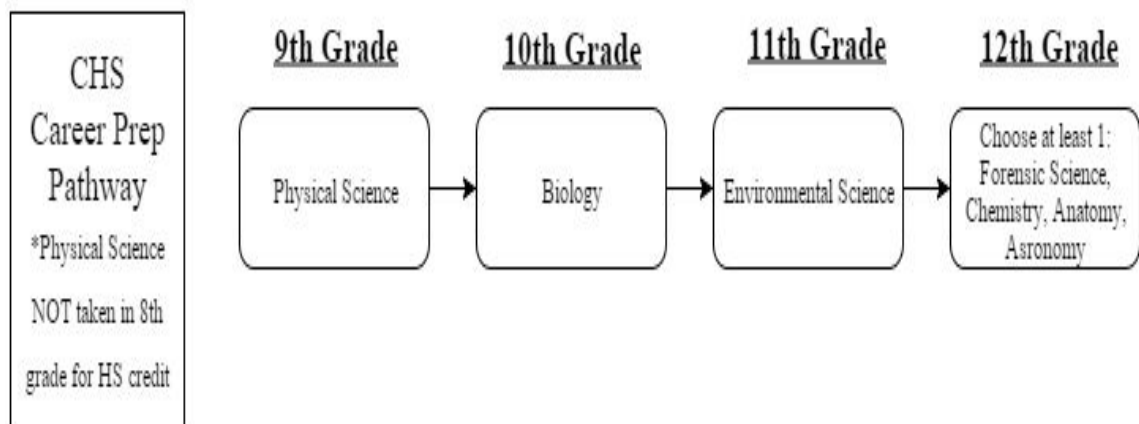 CHS
Career Prep
Pathway
*Physical Science
NOT taken in 8th
grade for HS credit
9th Grade
Physical Science
10th Grade
Biology
11th Grade
Environmental Science
12th Grade
Choose at least 1:
Forensic Science,
Chemistry, Anatomy,
Asronomy